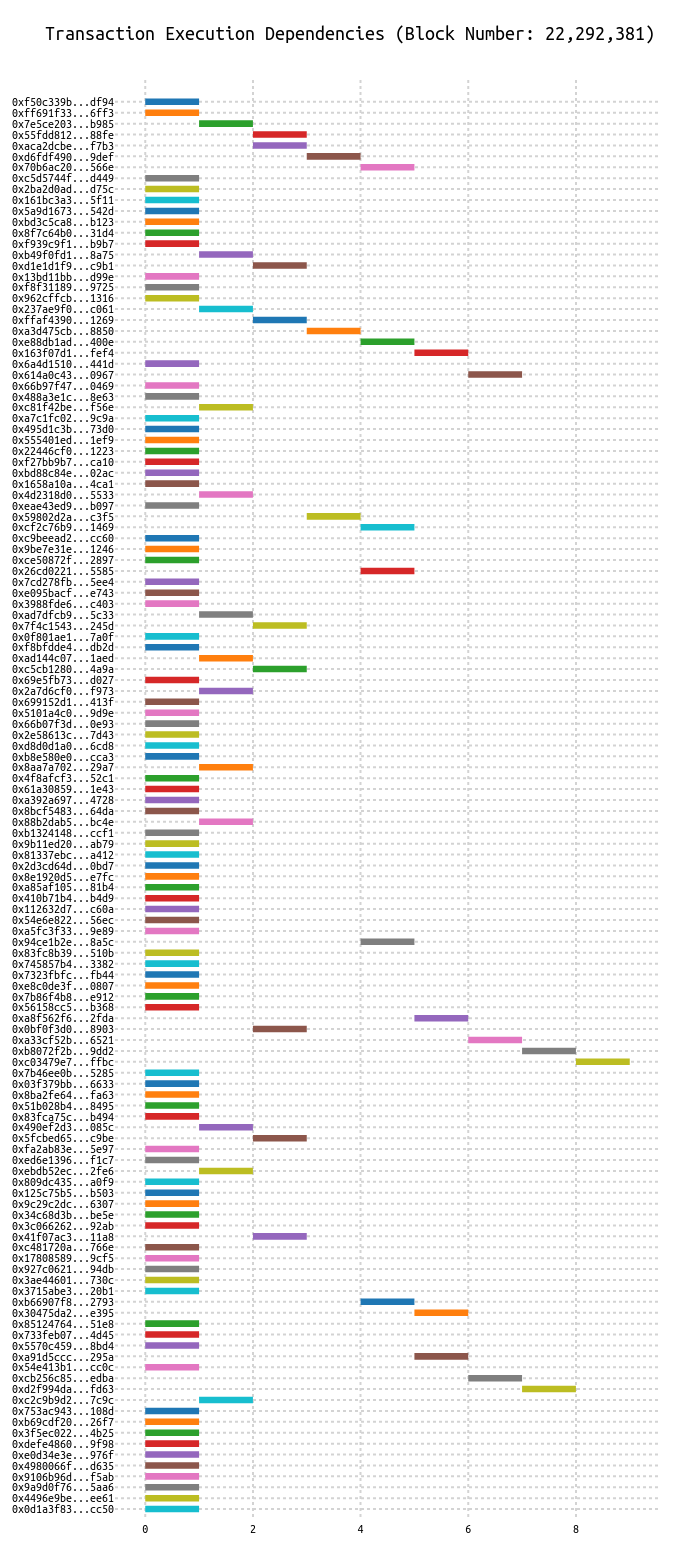 Transaction Execution Dependencies (Block Number: 22,292,381)
0xf50c339b...df94
0xff691f33...6ff3
0x7e5ce203...b985
0x55fdd812...88fe
0xaca2dcbe...f7b3
0xd6fdf490...9def
0x70b6ac20...566e
0xc5d5744f...d449
0x2ba2d0ad...d75c
0x161bc3a3...5f11
0x5a9d1673...542d
0xbd3c5ca8...b123
0x8f7c64b0...31d4
0xf939c9f1...b9b7
0xb49f0fd1...8a75
0xd1e1d1f9...c9b1
0x13bd11bb...d99e
0xf8f31189...9725
0x962cffcb...1316
0x237ae9f0...c061
0xffaf4390...1269
0xa3d475cb...8850
0xe88db1ad...400e
0x163f07d1...fef4
0x6a4d1510...441d
0x614a0c43...0967
0x66b97f47...0469
0x488a3e1c...8e63
0xc81f42be...f56e
0xa7c1fc02...9c9a
0x495d1c3b...73d0
0x555401ed...1ef9
0x22446cf0...1223
0xf27bb9b7...ca10
0xbd88c84e...02ac
0x1658a10a...4ca1
0x4d2318d0...5533
0xeae43ed9...b097
0x59802d2a...c3f5
0xcf2c76b9...1469
0xc9beead2...cc60
0x9be7e31e...1246
0xce50872f...2897
0x26cd0221...5585
0x7cd278fb...5ee4
0xe095bacf...e743
0x3988fde6...c403
0xad7dfcb9...5c33
0x7f4c1543...245d
0x0f801ae1...7a0f
0xf8bfdde4...db2d
0xad144c07...1aed
0xc5cb1280...4a9a
0x69e5fb73...d027
0x2a7d6cf0...f973
0x699152d1...413f
0x5101a4c0...9d9e
0x66b07f3d...0e93
0x2e58613c...7d43
0xd8d0d1a0...6cd8
0xb8e580e0...cca3
0x8aa7a702...29a7
0x4f8afcf3...52c1
0x61a30859...1e43
0xa392a697...4728
0x8bcf5483...64da
0x88b2dab5...bc4e
0xb1324148...ccf1
0x9b11ed20...ab79
0x81337ebc...a412
0x2d3cd64d...0bd7
0x8e1920d5...e7fc
0xa85af105...81b4
0x410b71b4...b4d9
0x112632d7...c60a
0x54e6e822...56ec
0xa5fc3f33...9e89
0x94ce1b2e...8a5c
0x83fc8b39...510b
0x745857b4...3382
0x7323fbfc...fb44
0xe8c0de3f...0807
0x7b86f4b8...e912
0x56158cc5...b368
0xa8f562f6...2fda
0x0bf0f3d0...8903
0xa33cf52b...6521
0xb8072f2b...9dd2
0xc03479e7...ffbc
0x7b46ee0b...5285
0x03f379bb...6633
0x8ba2fe64...fa63
0x51b028b4...8495
0x83fca75c...b494
0x490ef2d3...085c
0x5fcbed65...c9be
0xfa2ab83e...5e97
0xed6e1396...f1c7
0xebdb52ec...2fe6
0x809dc435...a0f9
0x125c75b5...b503
0x9c29c2dc...6307
0x34c68d3b...be5e
0x3c066262...92ab
0x41f07ac3...11a8
0xc481720a...766e
0x17808589...9cf5
0x927c0621...94db
0x3ae44601...730c
0x3715abe3...20b1
0xb66907f8...2793
0x30475da2...e395
0x85124764...51e8
0x733feb07...4d45
0x5570c459...8bd4
0xa91d5ccc...295a
0x54e413b1...cc0c
0xcb256c85...edba
0xd2f994da...fd63
0xc2c9b9d2...7c9c
0x753ac943...108d
0xb69cdf20...26f7
0x3f5ec022...4b25
0xdefe4860...9f98
0xe0d34e3e...976f
0x4980066f...d635
0x9106b96d...f5ab
0x9a9d0f76...5aa6
0x4496e9be...ee61
0x0d1a3f83...cc50
0 2 4 6 8